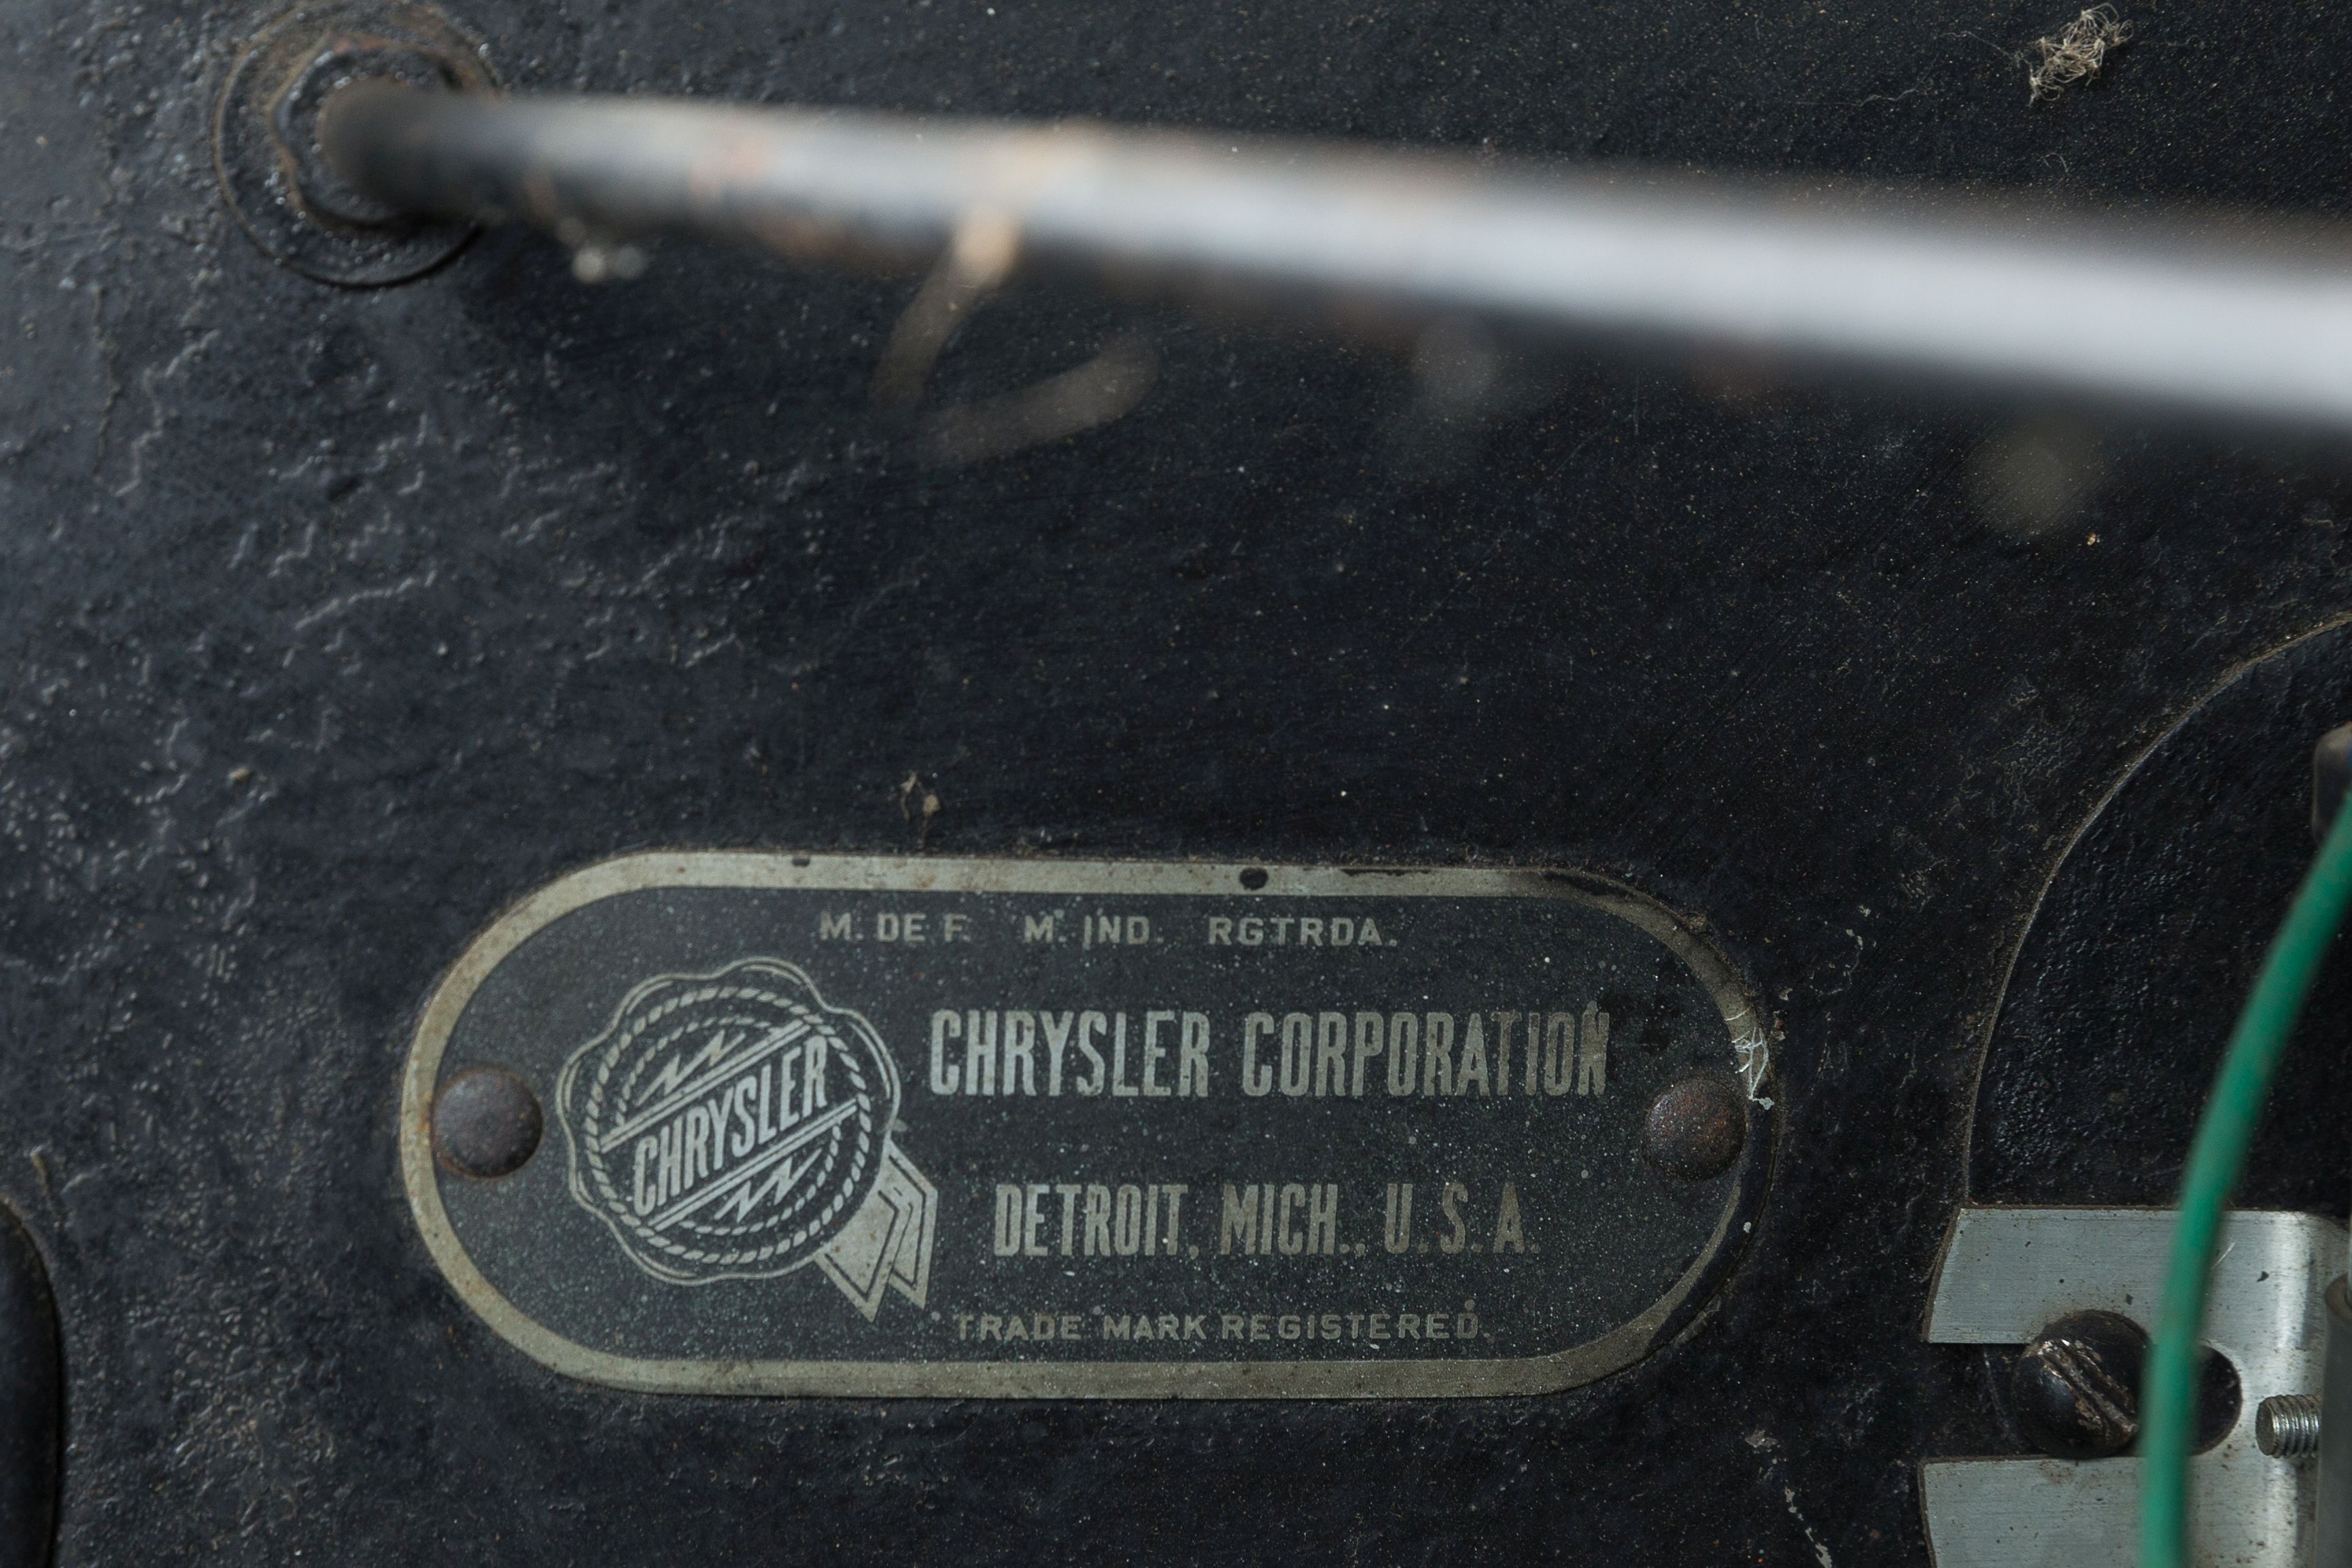 M. DE F. M. IND. RGTRDA.
CHRYSLER
CHRYSLER CORPORATION
DETROIT, MICH., U.S.A.
TRADE MARK REGISTERED.